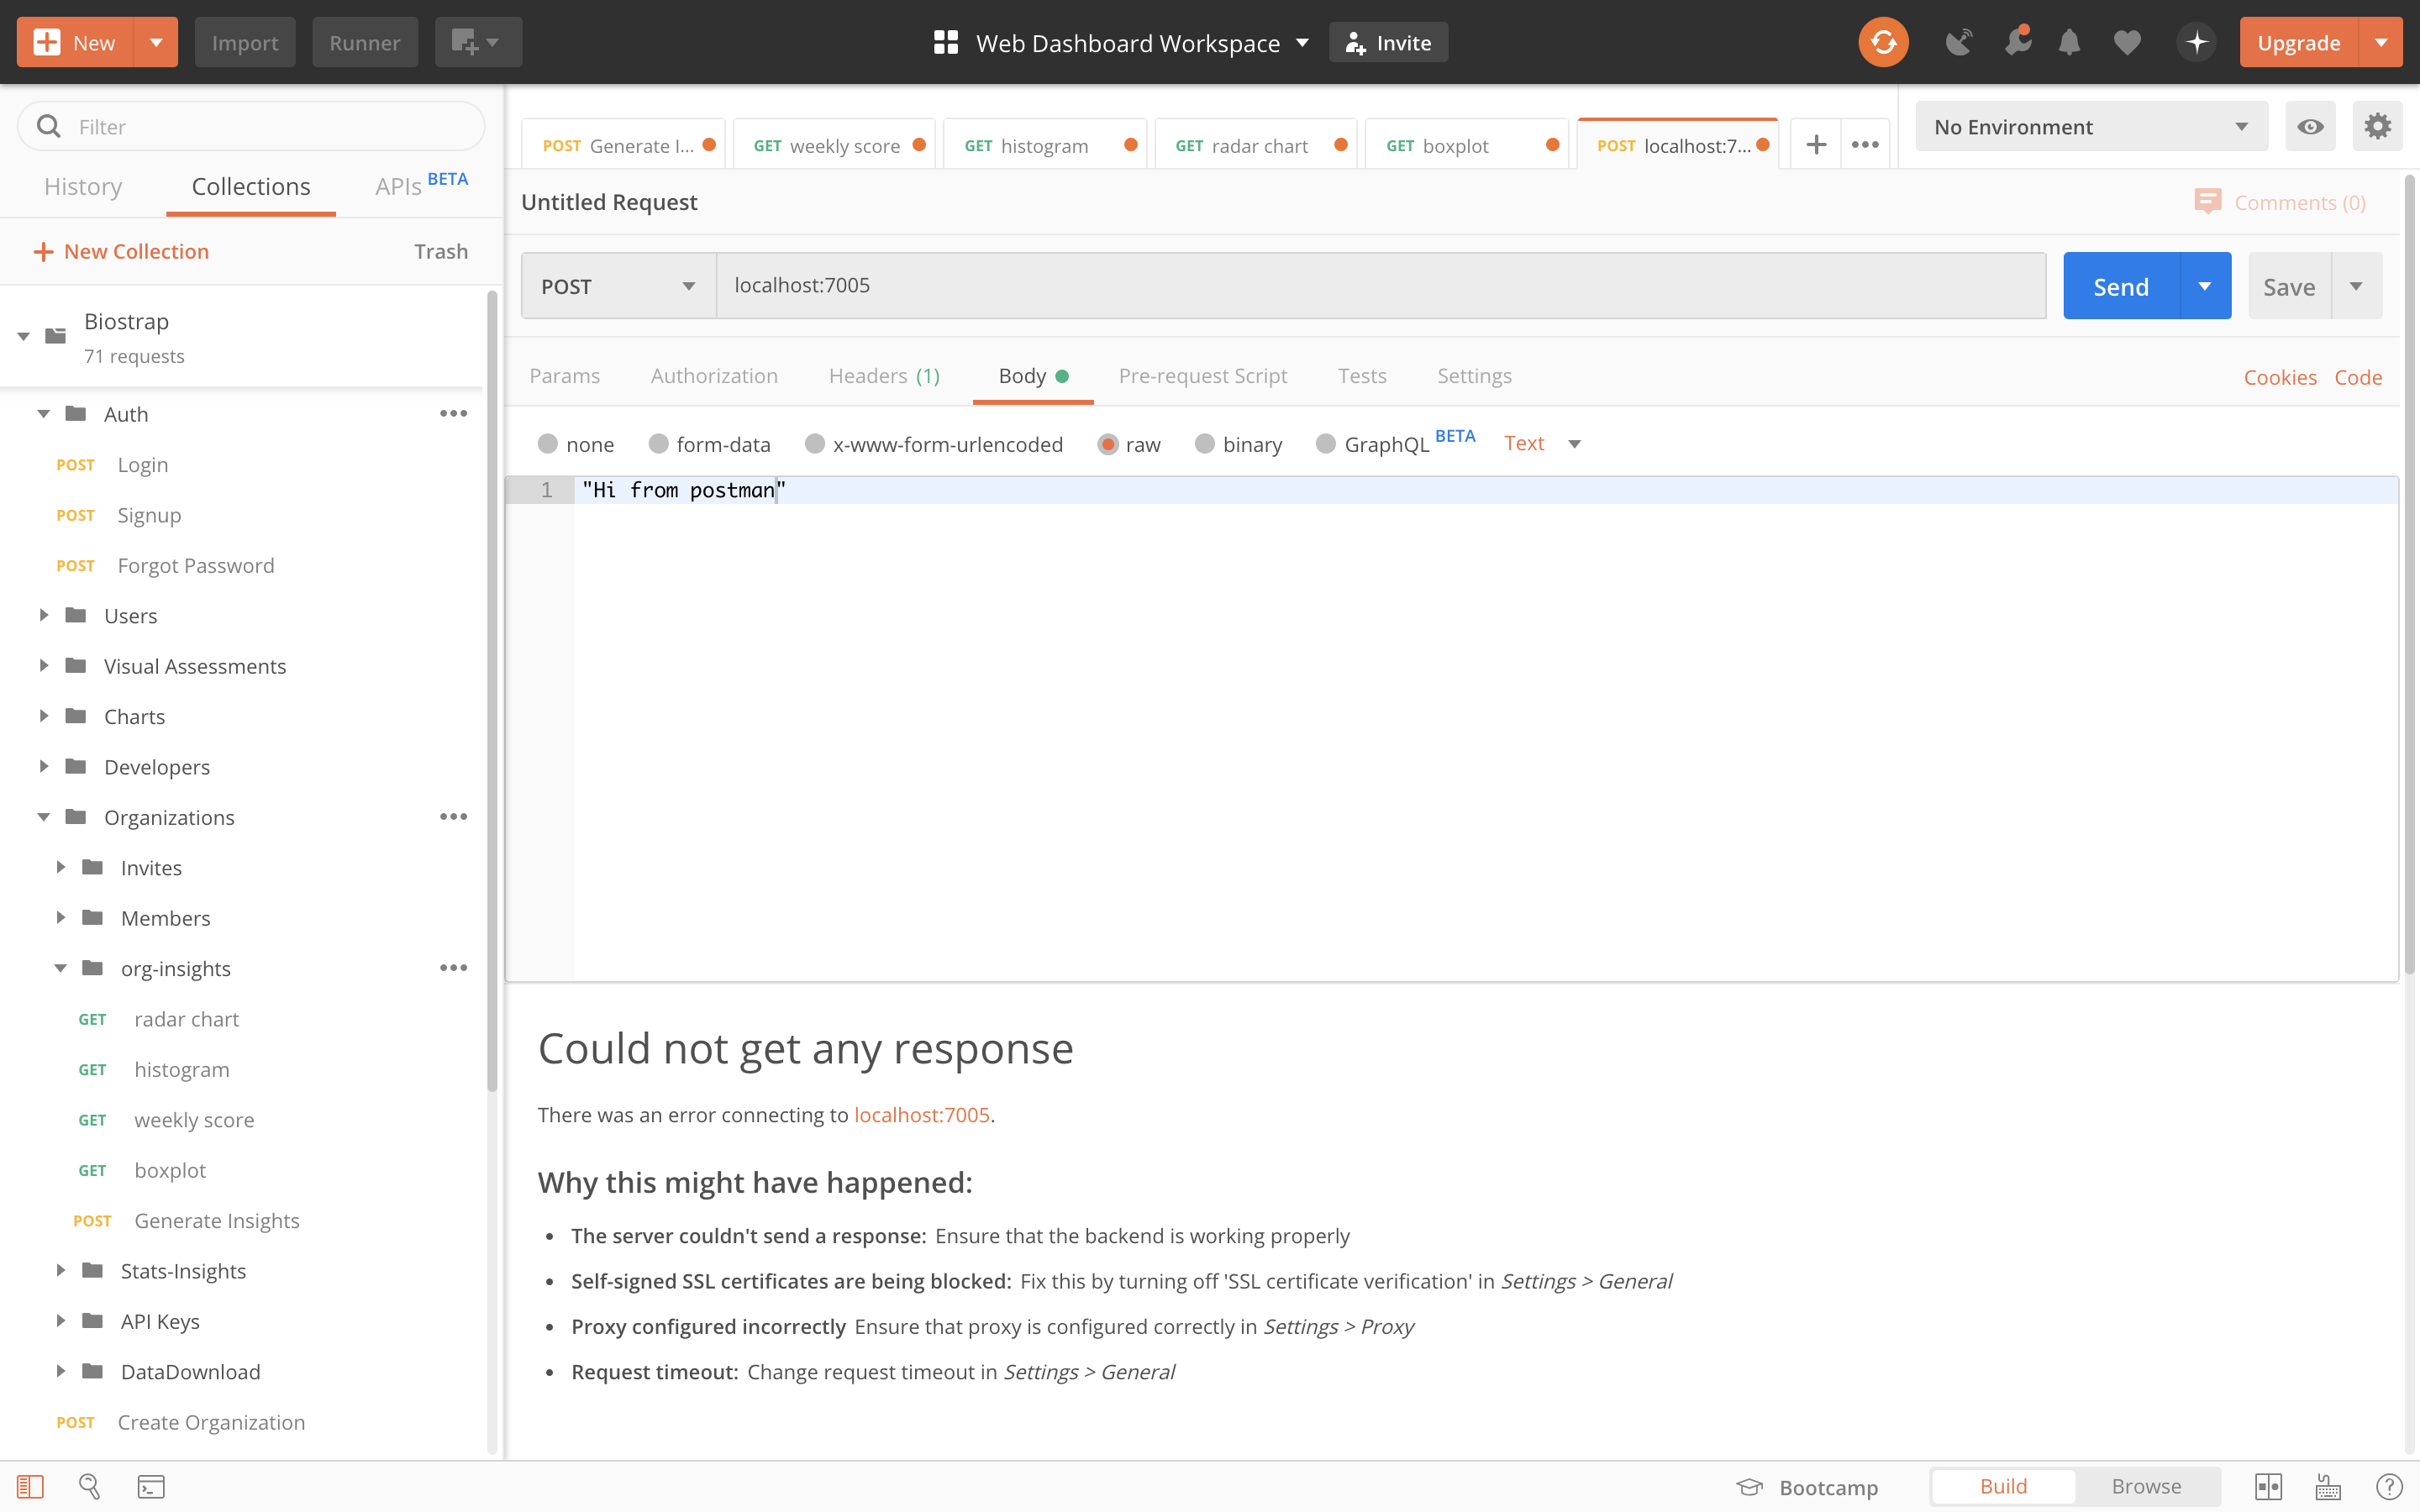 New
Import
Runner
Web Dashboard Workspace
Invite
Upgrade
Filter
History
Collections
APIs BETA
New Collection
Trash
Biostrap
71 requests
Auth
POST Login
POST Signup
POST Forgot Password
Users
Visual Assessments
Charts
Developers
Organizations
Invites
Members
org-insights
GET radar chart
GET histogram
GET weekly score
GET boxplot
POST Generate Insights
Stats-Insights
API Keys
DataDownload
POST Create Organization
POST Generate I...
GET weekly score
GET histogram
GET radar chart
GET boxplot
POST localhost:7...
No Environment
Untitled Request
Comments (0)
POST
localhost:7005
Send
Save
Params
Authorization
Headers (1)
Body
Pre-request Script
Tests
Settings
Cookies
Code
none
form-data
x-www-form-urlencoded
raw
binary
GraphQL BETA
Text
1 "Hi from postman"
Could not get any response
There was an error connecting to localhost:7005.
Why this might have happened:
• The server couldn't send a response: Ensure that the backend is working properly
• Self-signed SSL certificates are being blocked: Fix this by turning off 'SSL certificate verification' in Settings > General
• Proxy configured incorrectly Ensure that proxy is configured correctly in Settings > Proxy
• Request timeout: Change request timeout in Settings > General
Bootcamp
Build
Browse